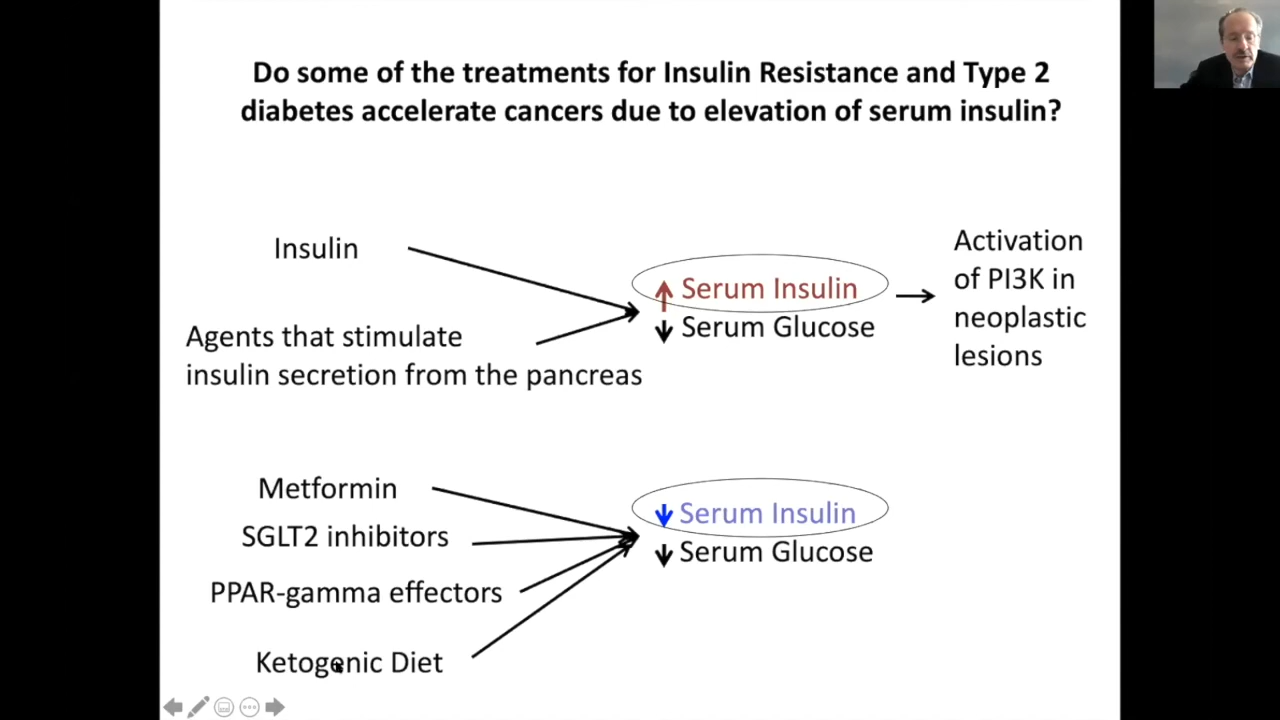 Do some of the treatments for Insulin Resistance and Type 2
diabetes accelerate cancers due to elevation of serum insulin?
Insulin
Agents that stimulate
insulin secretion from the pancreas
Serum Insulin
Serum Glucose
Activation
of PI3K in
neoplastic
lesions
Metformin
SGLT2 inhibitors
PPAR-gamma effectors
Ketogenic Diet
Serum Insulin
Serum Glucose